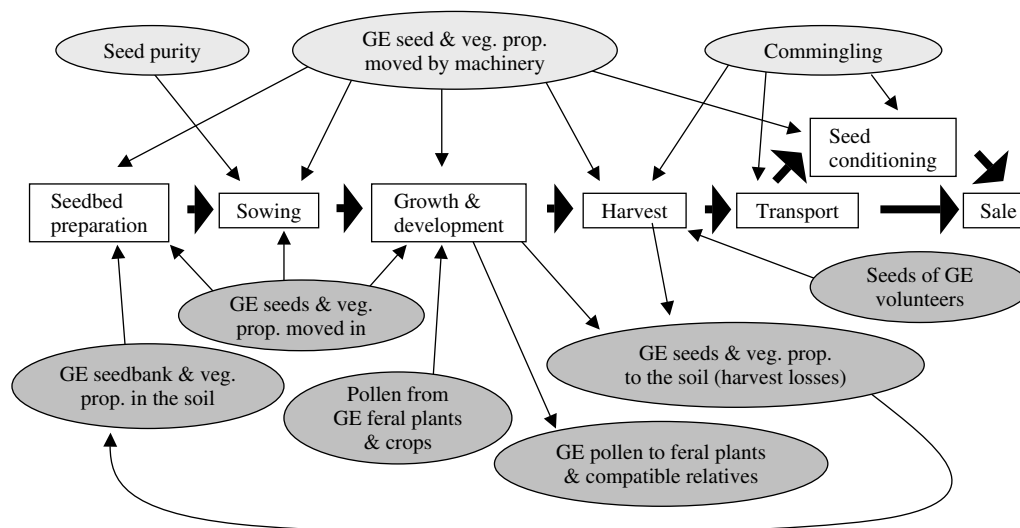 Seed purity
GE seed & veg. prop.
moved by machinery
Commingling
Seed
conditioning
Seedbed
preparation
Sowing
Growth &
development
Harvest
Transport
Sale
GE seeds & veg.
prop. moved in
Seeds of GE
volunteers
GE seedbank & veg.
prop. in the soil
Pollen from
GE feral plants
& crops
GE seeds & veg. prop.
to the soil (harvest losses)
GE pollen to feral plants
& compatible relatives